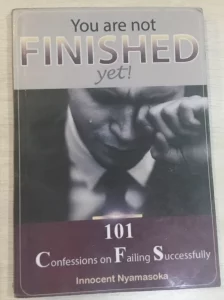 You are not
FINISHED
yet!
101
Confessions on Failing Successfully
Innocent Nyamasoka